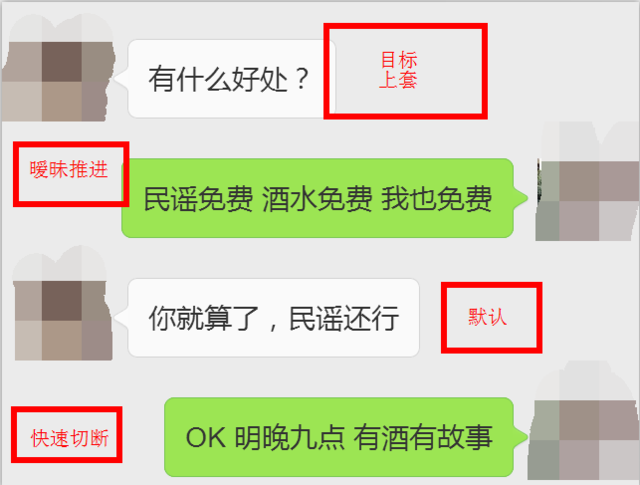 有什么好处？
目标
上套
暧昧推进
民谣免费 酒水免费 我也免费
你就算了，民谣还行
默认
快速切断
OK 明晚九点 有酒有故事